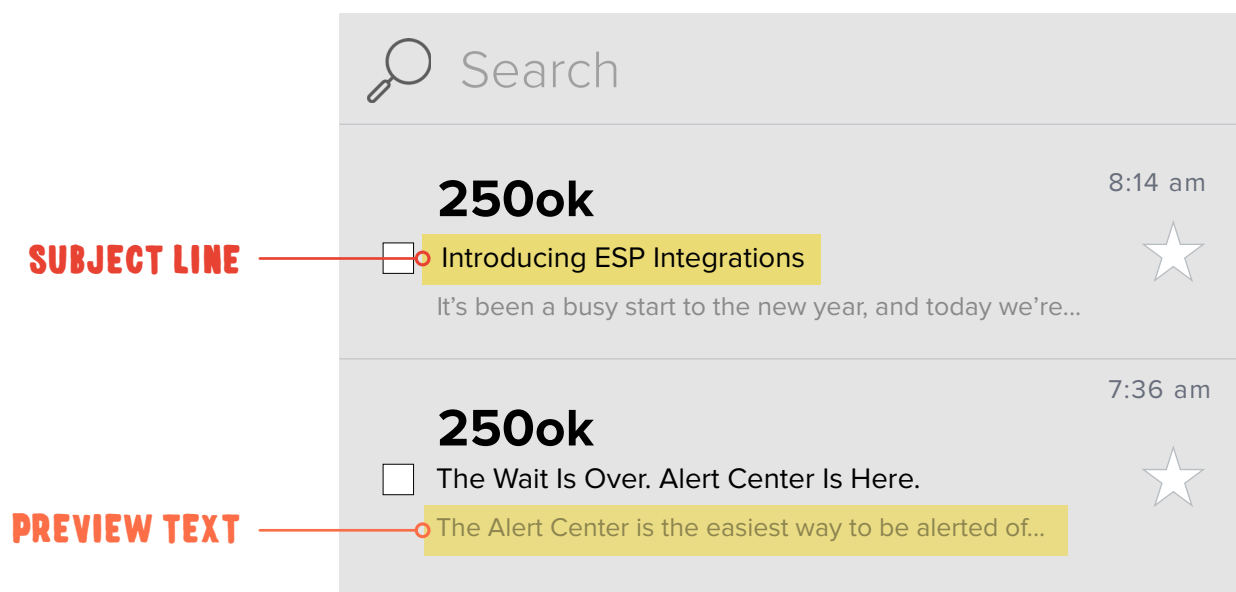 Search
250ok
8:14 am
SUBJECT LINE
Introducing ESP Integrations
It’s been a busy start to the new year, and today we’re...
7:36 am
250ok
The Wait Is Over. Alert Center Is Here.
PREVIEW TEXT
The Alert Center is the easiest way to be alerted of...